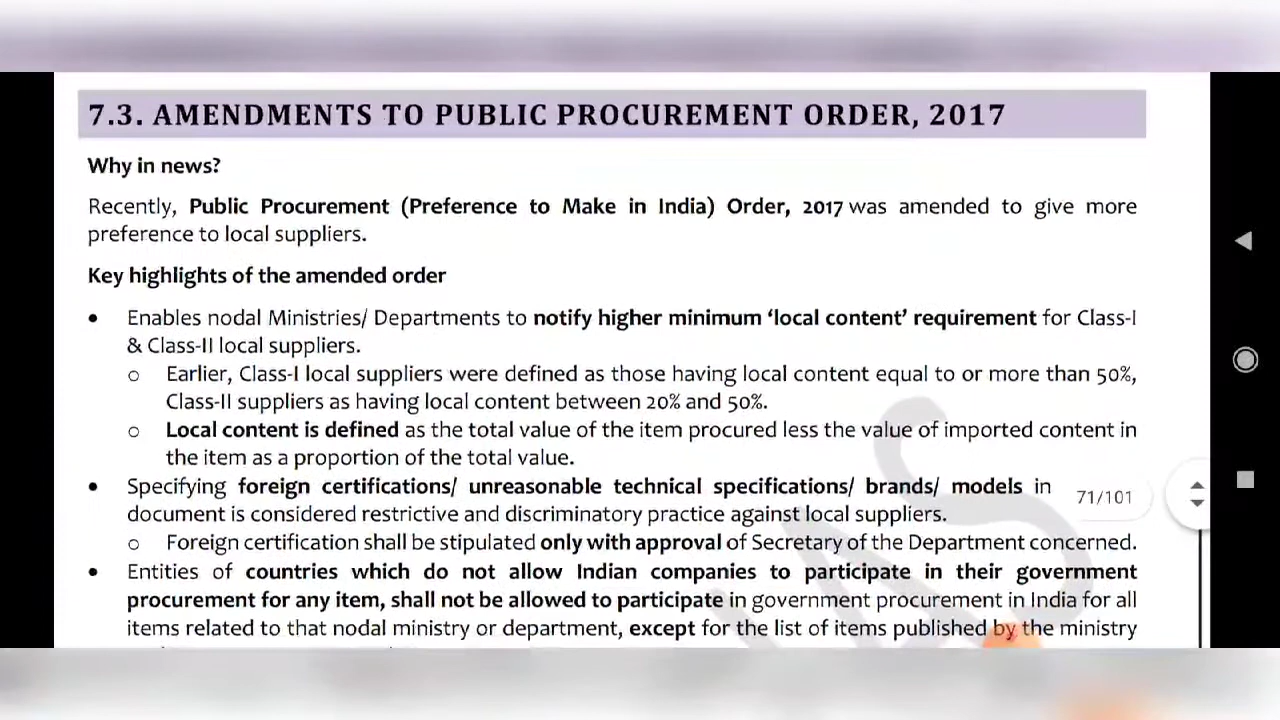 7.3. AMENDMENTS TO PUBLIC PROCUREMENT ORDER, 2017
Why in news?
Recently, Public Procurement (Preference to Make in India) Order, 2017 was amended to give more
preference to local suppliers.
Key highlights of the amended order
• Enables nodal Ministries/ Departments to notify higher minimum ‘local content’ requirement for Class-I
& Class-II local suppliers.
o Earlier, Class-I local suppliers were defined as those having local content equal to or more than 50%,
Class-II suppliers as having local content between 20% and 50%.
o Local content is defined as the total value of the item procured less the value of imported content in
the item as a proportion of the total value.
• Specifying foreign certifications/ unreasonable technical specifications/ brands/ models in
71/101
document is considered restrictive and discriminatory practice against local suppliers.
o Foreign certification shall be stipulated only with approval of Secretary of the Department concerned.
• Entities of countries which do not allow Indian companies to participate in their government
procurement for any item, shall not be allowed to participate in government procurement in India for all
items related to that nodal ministry or department, except for the list of items published by the ministry